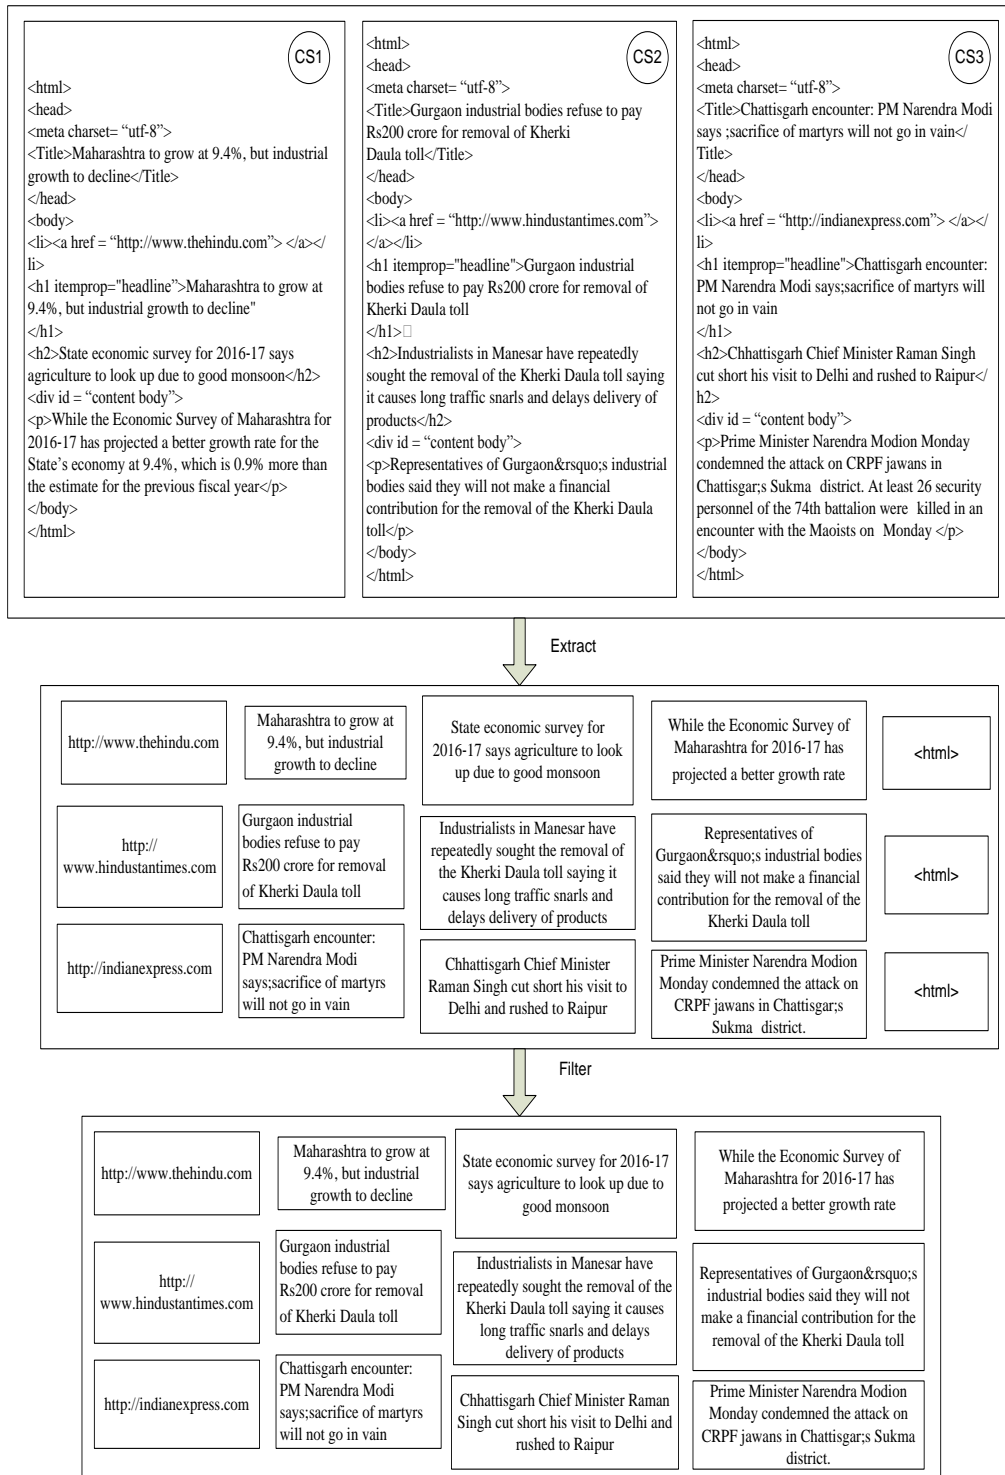 CS1
<html>
<head>
<meta charset= “utf-8”>
<Title>Maharashtra to grow at 9.4%, but industrial
growth to decline</Title>
</head>
<body>
<li><a href = “http://www.thehindu.com”> </a></
li>
<h1 itemprop="headline”>Maharashtra to grow at
9.4%, but industrial growth to decline"
</h1>
<h2>State economic survey for 2016-17 says
agriculture to look up due to good monsoon</h2>
<div id = “content body”>
<p>While the Economic Survey of Maharashtra for
2016-17 has projected a better growth rate for the
State’s economy at 9.4%, which is 0.9% more than
the estimate for the previous fiscal year</p>
</body>
</html>
CS2
<html>
<head>
<meta charset= “utf-8”>
<Title>Gurgaon industrial bodies refuse to pay
Rs200 crore for removal of Kherki
Daula toll</Title>
</head>
<body>
<li><a href = “http://www.hindustantimes.com”>
</a></li>
<h1 itemprop="headline">Gurgaon industrial
bodies refuse to pay Rs200 crore for removal of
Kherki Daula toll
</h1>□
<h2>Industrialists in Manesar have repeatedly
sought the removal of the Kherki Daula toll saying
it causes long traffic snarls and delays delivery of
products</h2>
<div id = “content body”>
<p>Representatives of Gurgaon&rsquo;s industrial
bodies said they will not make a financial
contribution for the removal of the Kherki Daula
toll</p>
</body>
</html>
CS3
<html>
<head>
<meta charset=“utf-8”>
<Title>Chattisgarh encounter: PM Narendra Modi
says ;sacrifice of martyrs will not go in vain</
Title>
</head>
<body>
<li><a href = “http://indianexpress.com”> </a></
li>
<h1 itemprop="headline">Chattisgarh encounter:
PM Narendra Modi says;sacrifice of martyrs will
not go in vain
</h1>
<h2>Chhattisgarh Chief Minister Raman Singh
cut short his visit to Delhi and rushed to Raipur</
h2>
<div id = “content body”>
<p>Prime Minister Narendra Modion Monday
condemned the attack on CRPF jawans in
Chattisgar;s Sukma district. At least 26 security
personnel of the 74th battalion were killed in an
encounter with the Maoists on Monday </p>
</body>
</html>
Extract
http://www.thehindu.com
Maharashtra to grow at
9.4%, but industrial
growth to decline
State economic survey for
2016-17 says agriculture to look
up due to good monsoon
While the Economic Survey of
Maharashtra for 2016-17 has
projected a better growth rate
<html>
http://
www.hindustantimes.com
Gurgaon industrial
bodies refuse to pay
Rs200 crore for removal
of Kherki Daula toll
Industrialists in Manesar have
repeatedly sought the removal of
the Kherki Daula toll saying it
causes long traffic snarls and
delays delivery of products
Representatives of
Gurgaon&rsquo;s industrial bodies
said they will not make a financial
contribution for the removal of the
Kherki Daula toll
<html>
http://indianexpress.com
Chattisgarh encounter:
PM Narendra Modi
says;sacrifice of martyrs
will not go in vain
Chhattisgarh Chief Minister
Raman Singh cut short his visit to
Delhi and rushed to Raipur
Prime Minister Narendra Modion
Monday condemned the attack on
CRPF jawans in Chattisgar;s
Sukma district.
<html>
Filter
http://www.thehindu.com
Maharashtra to grow at
9.4%, but industrial
growth to decline
State economic survey for 2016-17
says agriculture to look up due to
good monsoon
While the Economic Survey of
Maharashtra for 2016-17 has
projected a better growth rate
http://
www.hindustantimes.com
Gurgaon industrial
bodies refuse to pay
Rs200 crore for removal
of Kherki Daula toll
Industrialists in Manesar have
repeatedly sought the removal of the
Kherki Daula toll saying it causes
long traffic snarls and delays
delivery of products
Representatives of Gurgaon&rsquo;s
industrial bodies said they will not
make a financial contribution for the
removal of the Kherki Daula toll
http://indianexpress.com
Chattisgarh encounter:
PM Narendra Modi
says;sacrifice of martyrs
will not go in vain
Chhattisgarh Chief Minister Raman
Singh cut short his visit to Delhi and
rushed to Raipur
Prime Minister Narendra Modion
Monday condemned the attack on
CRPF jawans in Chattisgar;s Sukma
district.